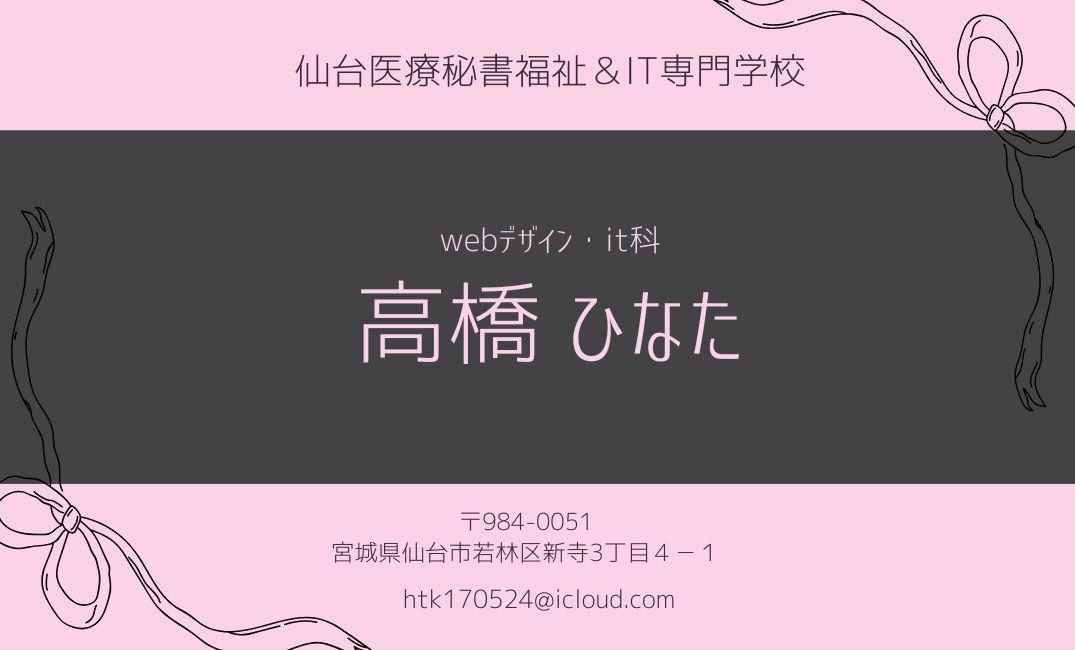 仙台医療秘書福祉＆IT専門学校
webデザイン・it科
高橋 ひなた
〒984-0051
宮城県仙台市若林区新寺3丁目４－１
htk170524@icloud.com